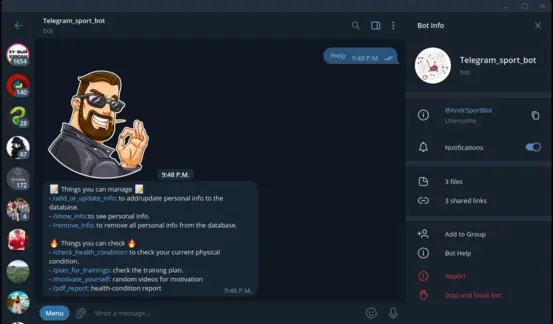 Telegram_sport_bot
bot
Bot Info
/help 9:48 P.M.
Telegram_sport_bot
bot
1654
140
28
67
172
4
9:48 P.M.
📝 Things you can manage 📝
- /add_or_update_info: to add/update personal info to the
database.
- /show_info:to see personal info.
- /remove_info: to remove all personal info from the database.
🔥 Things you can check 🔥
- /check_health_condition: to check your current physical
condition.
- /plan_for_trainings: check the training plan.
- /motivate_yourself: random videos for motivation
- /pdf_report: health-condition report
9:48 P.M.
Menu
Write a message...
@AndrSportBot
Username
Notifications
3 files
3 shared links
Add to Group
Bot Help
Report
Stop and block bot